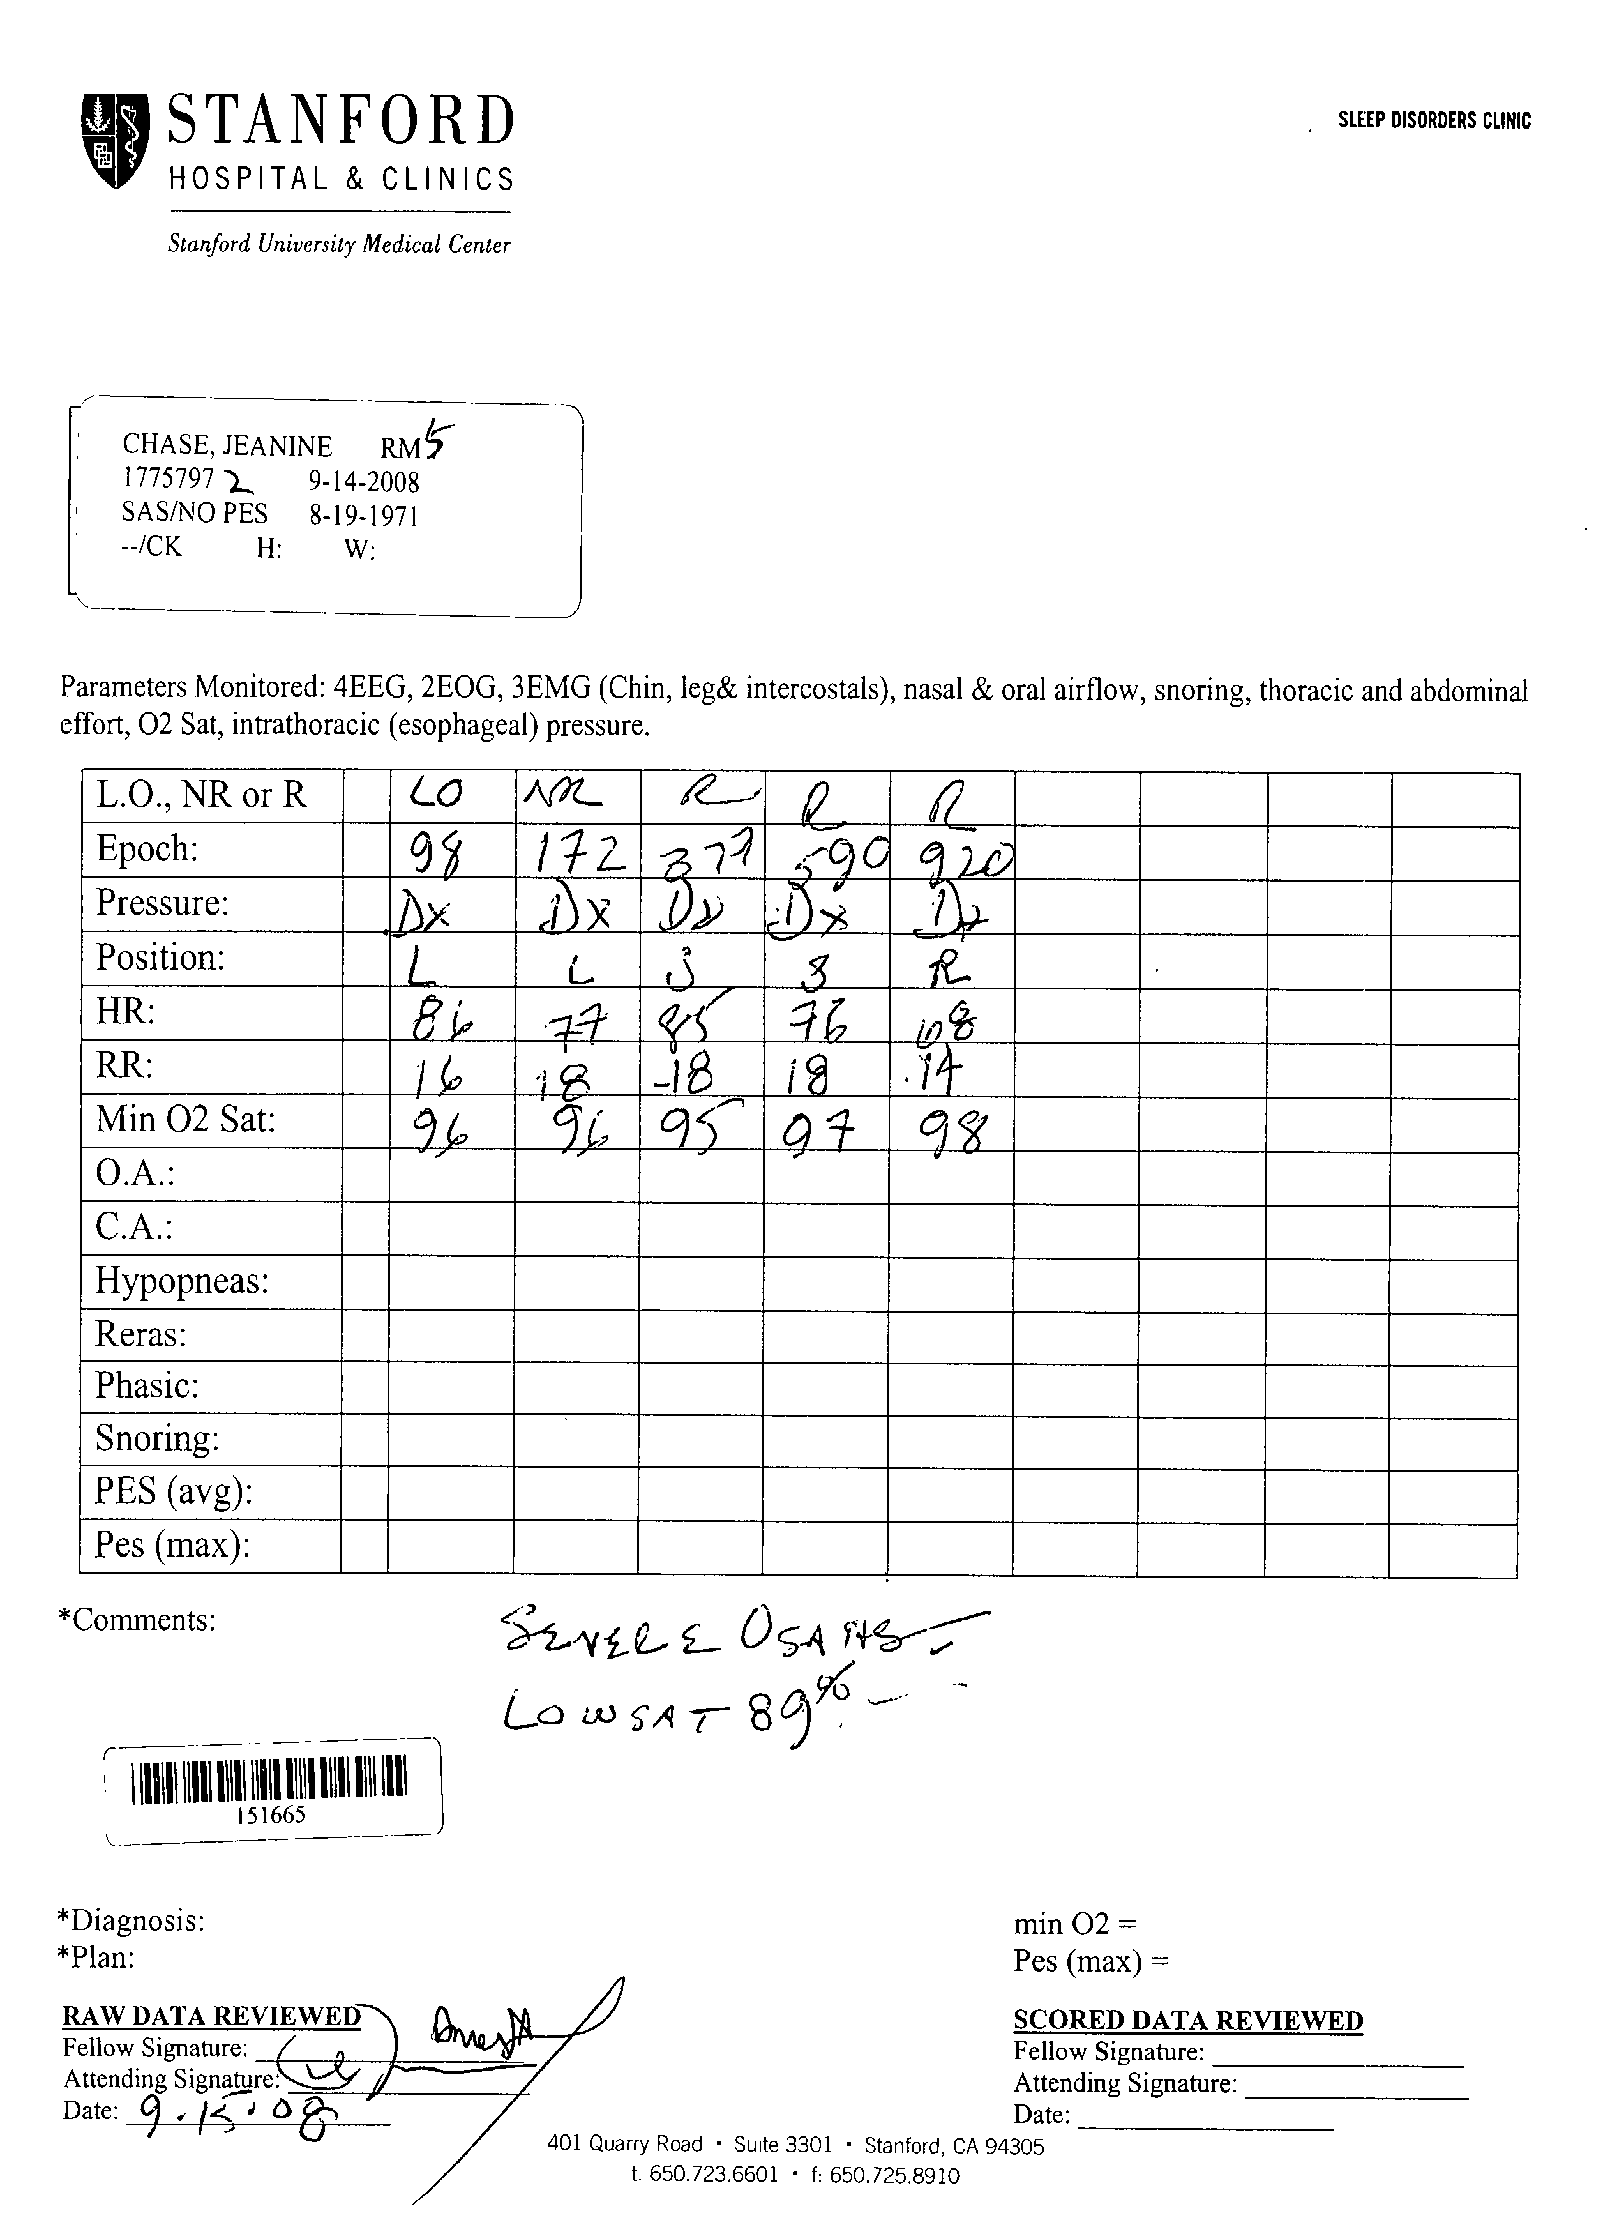 STANFORD
HOSPITAL & CLINICS
Stanford University Medical Center
SLEEP DISORDERS CLINIC
CHASE, JEANINE RM 5
1775797 2 9-14-2008
SAS/NO PES 8-19-1971
--/CK H: W:
Parameters Monitored: 4EEG, 2EOG, 3EMG (Chin, leg& intercostals), nasal & oral airflow, snoring, thoracic and abdominal
effort, O2 Sat, intrathoracic (esophageal) pressure.
L.O., NR or R LO NR R R R
Epoch: 98 172 377 590 920
Pressure: Dx Dx Dx Dx Dx
Position: L L S S R
HR: 86 77 85 76 108
RR: 16 18 18 18 14
Min O2 Sat: 96 96 95 97 98
O.A.:
C.A.:
Hypopneas:
Reras:
Phasic:
Snoring:
PES (avg):
Pes (max):
*Comments: SEVERE OSAHS -
LOW SAT 89% -
151665
*Diagnosis:
*Plan:
min O2 =
Pes (max) =
RAW DATA REVIEWED
Fellow Signature:
Attending Signature:
Date: 9.15.08
SCORED DATA REVIEWED
Fellow Signature:
Attending Signature:
Date:
401 Quarry Road • Suite 3301 • Stanford, CA 94305
t. 650.723.6601 • f: 650.725.8910